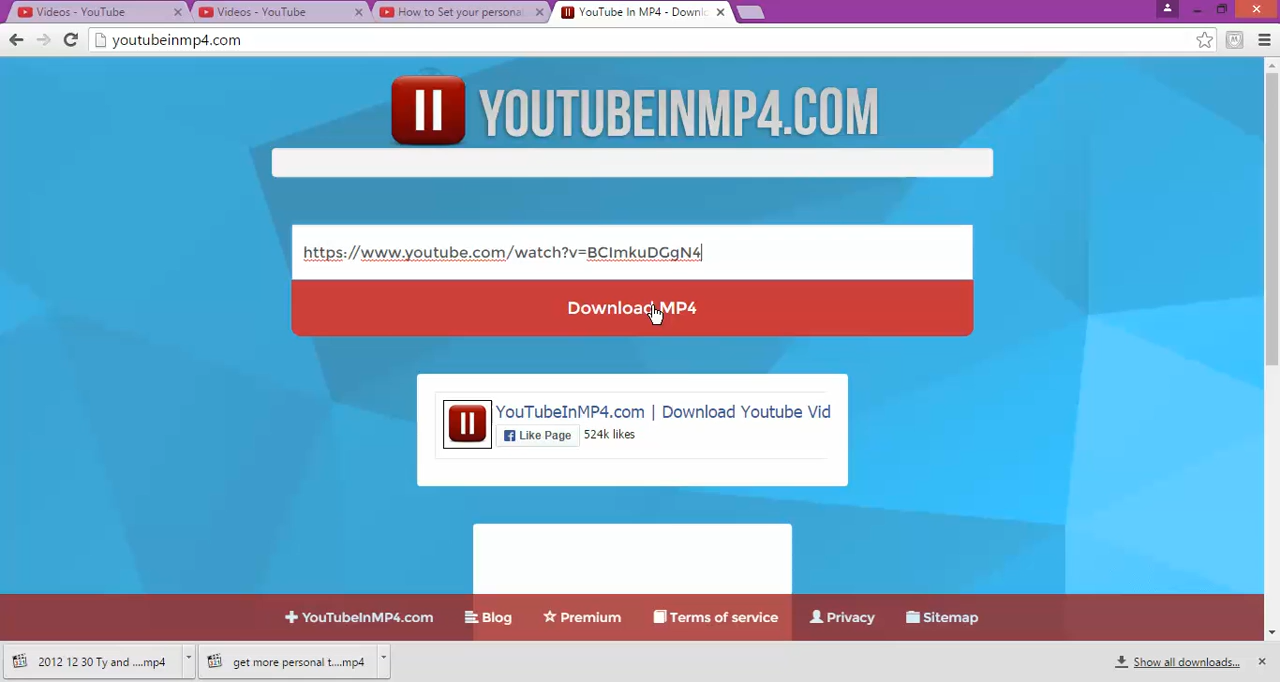 Videos - YouTube
Videos - YouTube
How to Set your personal
YouTube In MP4 - Downlo
youtubeinmp4.com
YOUTUBEINMP4.COM
https://www.youtube.com/watch?v=BCImkuDGgN4
Download MP4
YouTubeInMP4.com | Download Youtube Vid
Like Page 524k likes
YouTubeInMP4.com Blog Premium Terms of service Privacy Sitemap
2012 12 30 Ty and ....mp4 get more personal t....mp4 Show all downloads...